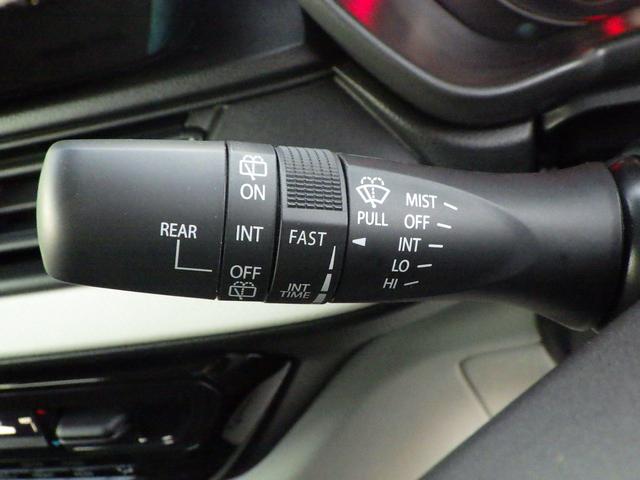 REAR
ON
INT
OFF
FAST
INT
TIME
PULL
MIST
OFF
INT
LO
HI